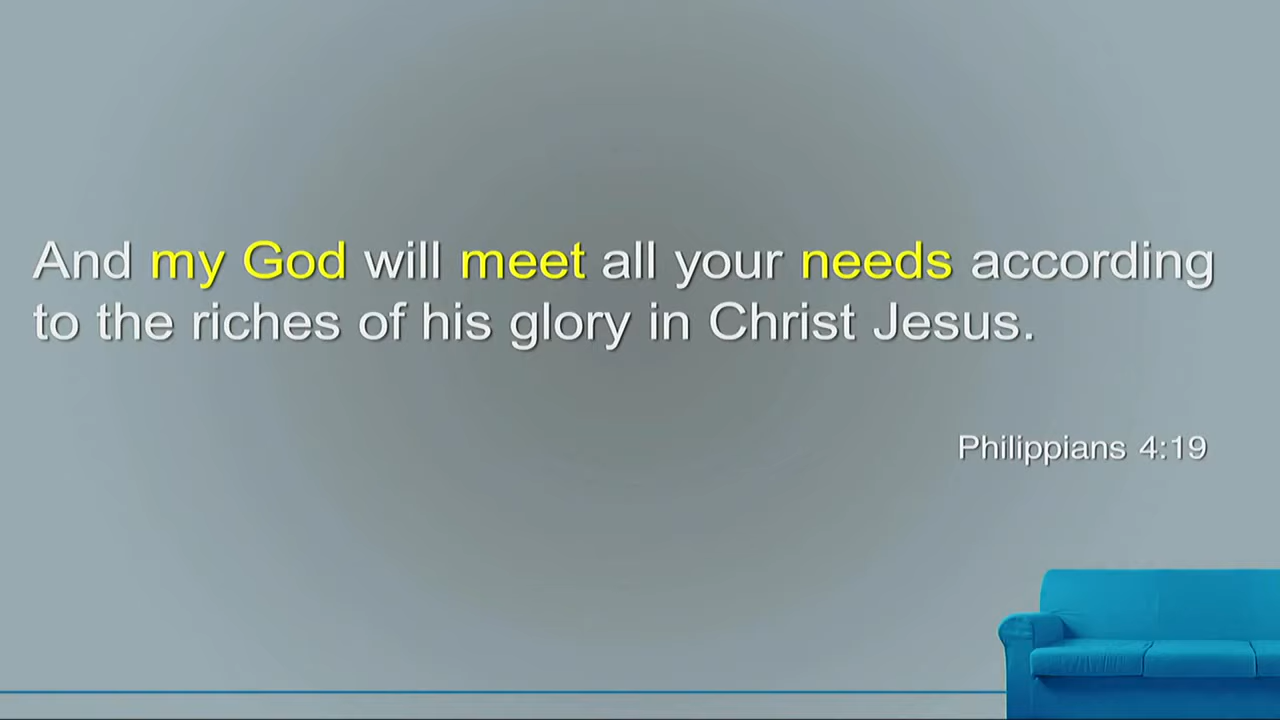 And my God will meet all your needs according
to the riches of his glory in Christ Jesus.
Philippians 4:19